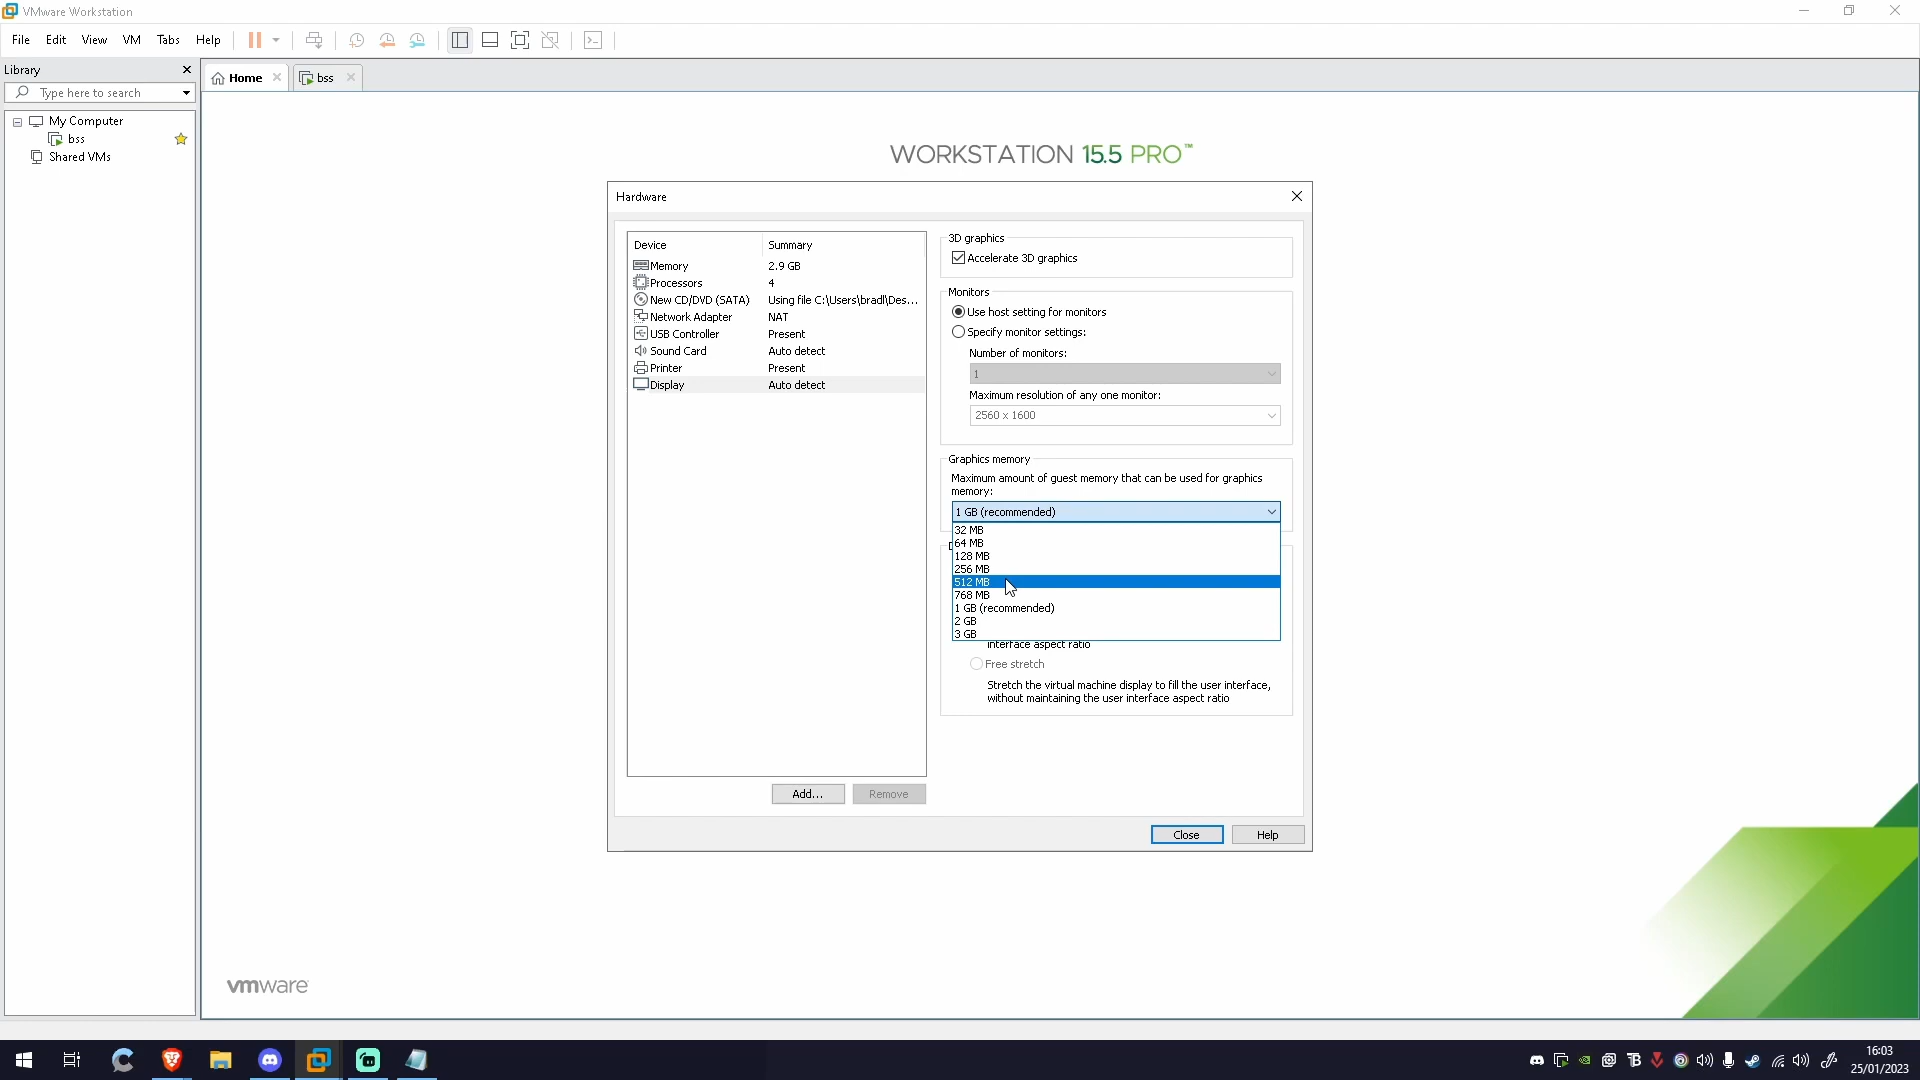 VMware Workstation
File Edit View VM Tabs Help
Library
Type here to search
My Computer
bss
Shared VMs
Home
bss
WORKSTATION 15.5 PRO™
Hardware
Device Summary
Memory 2.9 GB
Processors 4
New CD/DVD (SATA) Using file C:\Users\bradl\Des...
Network Adapter NAT
USB Controller Present
Sound Card Auto detect
Printer Present
Display Auto detect
Add...
Remove
3D graphics
Accelerate 3D graphics
Monitors
Use host setting for monitors
Specify monitor settings:
Number of monitors:
1
Maximum resolution of any one monitor:
2560 x 1600
Graphics memory
Maximum amount of guest memory that can be used for graphics
memory:
1 GB (recommended)
32 MB
64 MB
128 MB
256 MB
512 MB
768 MB
1 GB (recommended)
2 GB
3 GB
interface aspect ratio
Free stretch
Stretch the virtual machine display to fill the user interface,
without maintaining the user interface aspect ratio
Close
Help
vmware
16:03
25/01/2023